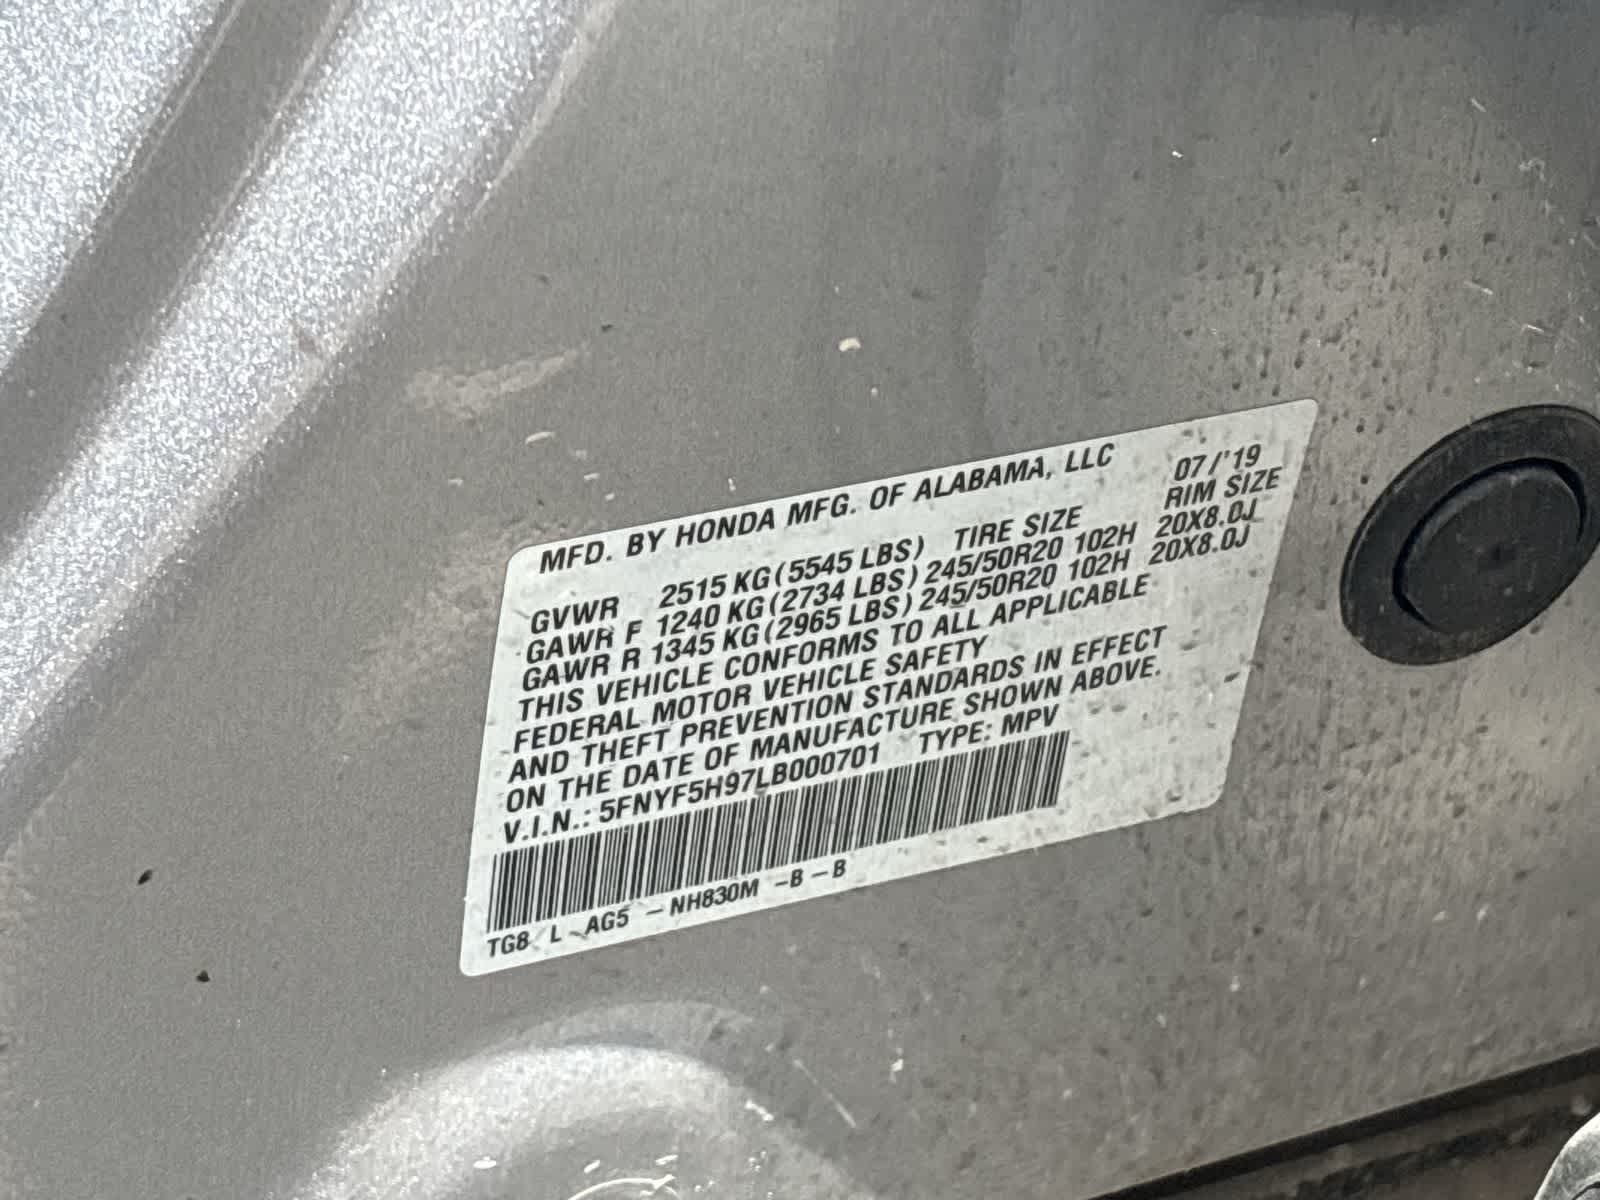 MFD. BY HONDA MFG. OF ALABAMA, LLC 07/'19
GVWR 2515 KG (5545 LBS) TIRE SIZE RIM SIZE
GAWR F 1240 KG (2734 LBS) 245/50R20 102H 20X8.0J
GAWR R 1345 KG (2965 LBS) 245/50R20 102H 20X8.0J
THIS VEHICLE CONFORMS TO ALL APPLICABLE
FEDERAL MOTOR VEHICLE SAFETY
AND THEFT PREVENTION STANDARDS IN EFFECT
ON THE DATE OF MANUFACTURE SHOWN ABOVE.
V.I.N.: 5FNYF5H97LB000701 TYPE: MPV
TG8 L AG5 - NH830M - B - B